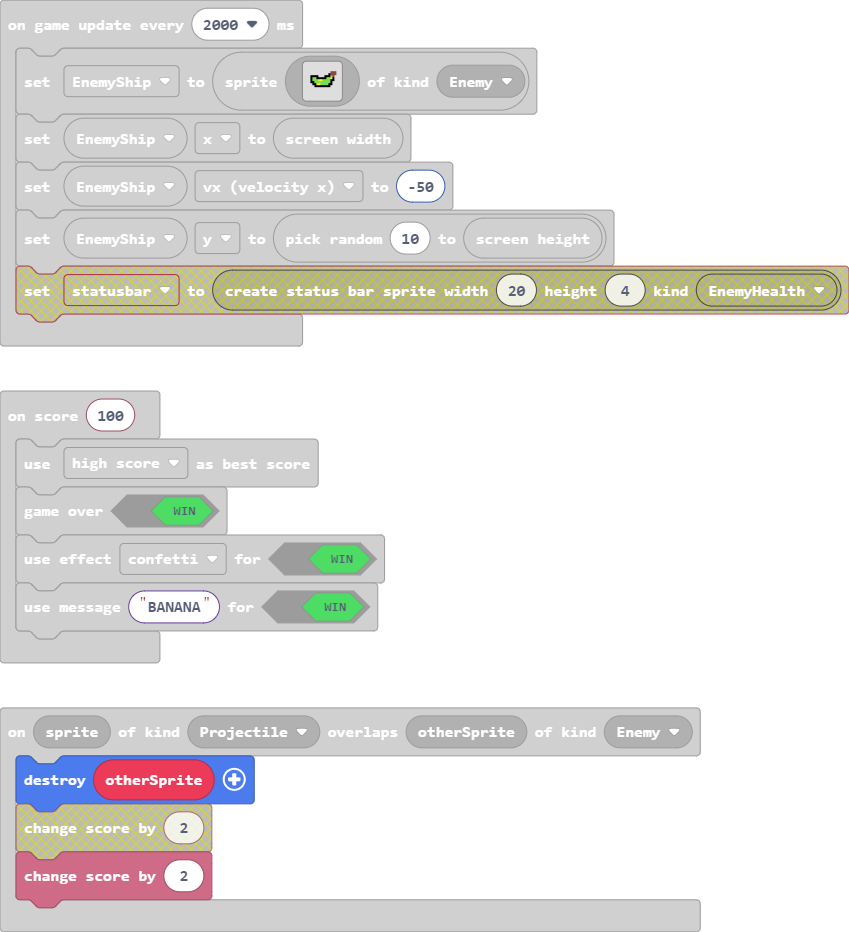 on game update every 2000 ms
set EnemyShip to sprite of kind Enemy
set EnemyShip x to screen width
set EnemyShip vx (velocity x) to -50
set EnemyShip y to pick random 10 to screen height
set statusbar to create status bar sprite width 20 height 4 kind EnemyHealth
on score 100
use high score as best score
game over WIN
use effect confetti for WIN
use message "BANANA" for WIN
on sprite of kind Projectile overlaps otherSprite of kind Enemy
destroy otherSprite
change score by 2
change score by 2